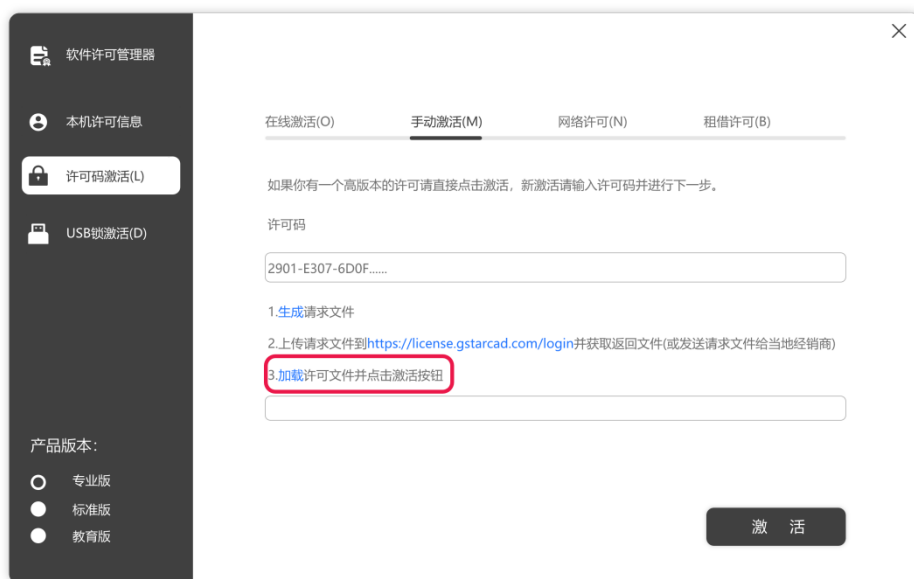 软件许可管理器
本机许可信息
许可码激活(L)
USB锁激活(D)
产品版本:
专业版
标准版
教育版
在线激活(O)
手动激活(M)
网络许可(N)
租借许可(B)
如果你有一个高版本的许可请直接点击激活，新激活请输入许可码并进行下一步。
许可码
2901-E307-6D0F......
1.生成请求文件
2.上传请求文件到https://license.gstarcad.com/login并获取返回文件(或发送请求文件给当地经销商)
3.加载许可文件并点击激活按钮
激 活